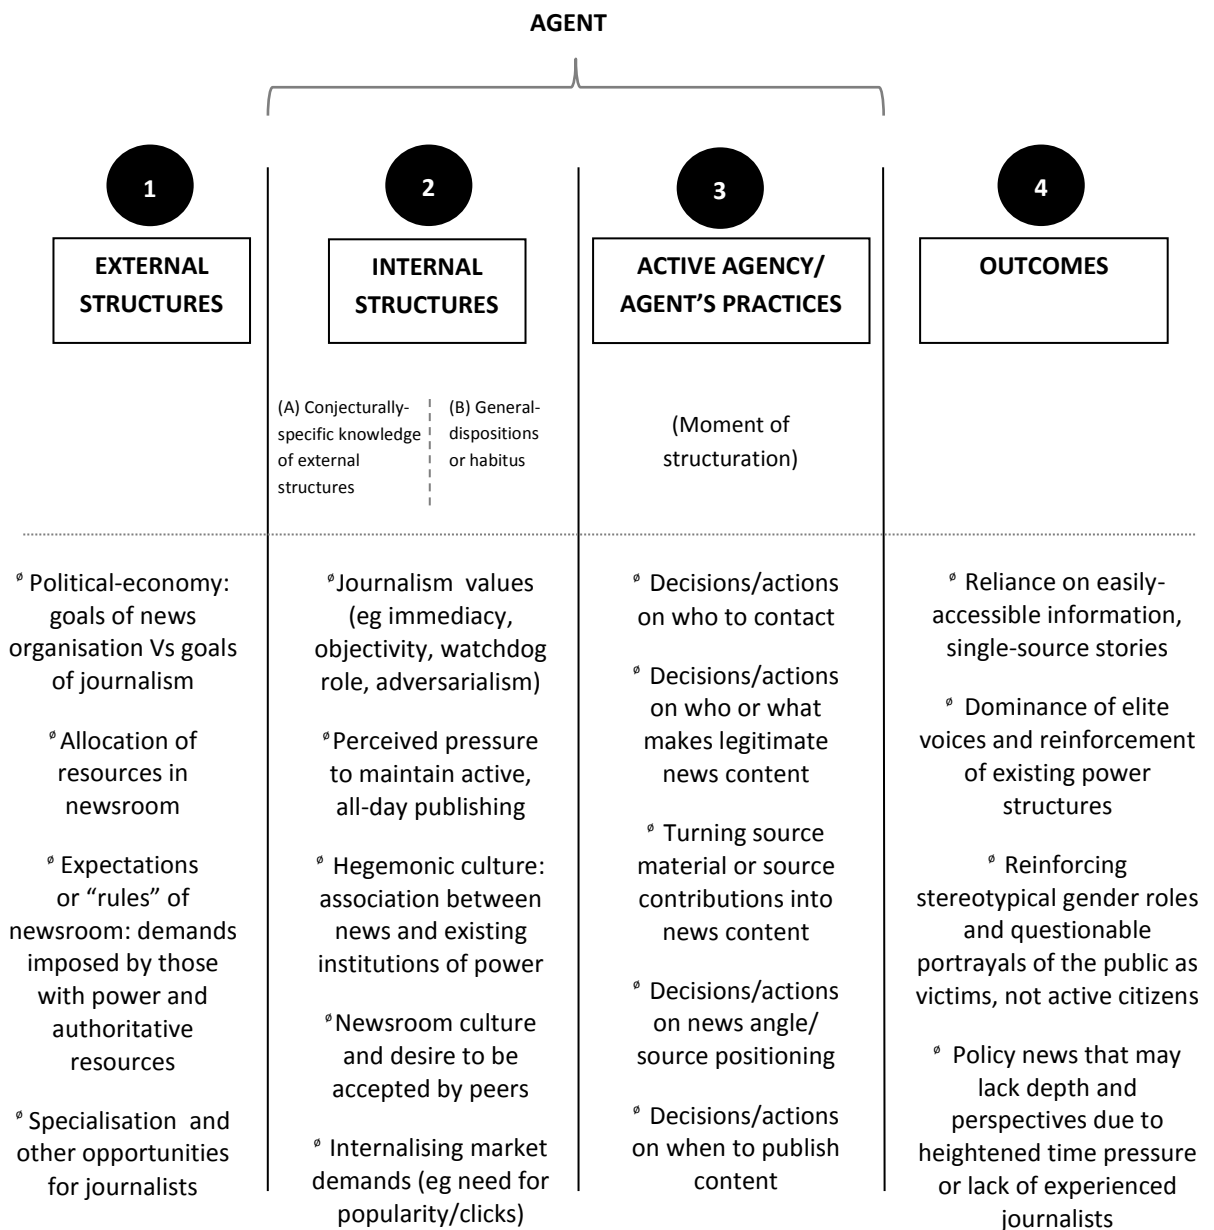 AGENT
1
EXTERNAL
STRUCTURES
2
INTERNAL
STRUCTURES
3
ACTIVE AGENCY/
AGENT’S PRACTICES
4
OUTCOMES
(A) Conjecturally-
specific knowledge
of external
structures
(B) General-
dispositions
or habitus
(Moment of
structuration)
ø Political-economy:
goals of news
organisation Vs goals
of journalism
ø Allocation of
resources in
newsroom
ø Expectations
or “rules” of
newsroom: demands
imposed by those
with power and
authoritative
resources
ø Specialisation and
other opportunities
for journalists
ø Journalism values
(eg immediacy,
objectivity, watchdog
role, adversarialism)
ø Perceived pressure
to maintain active,
all-day publishing
ø Hegemonic culture:
association between
news and existing
institutions of power
ø Newsroom culture
and desire to be
accepted by peers
ø Internalising market
demands (eg need for
popularity/clicks)
ø Decisions/actions
on who to contact
ø Decisions/actions
on who or what
makes legitimate
news content
ø Turning source
material or source
contributions into
news content
ø Decisions/actions
on news angle/
source positioning
ø Decisions/actions
on when to publish
content
ø Reliance on easily-
accessible information,
single-source stories
ø Dominance of elite
voices and reinforcement
of existing power
structures
ø Reinforcing
stereotypical gender roles
and questionable
portrayals of the public as
victims, not active citizens
ø Policy news that may
lack depth and
perspectives due to
heightened time pressure
or lack of experienced
journalists